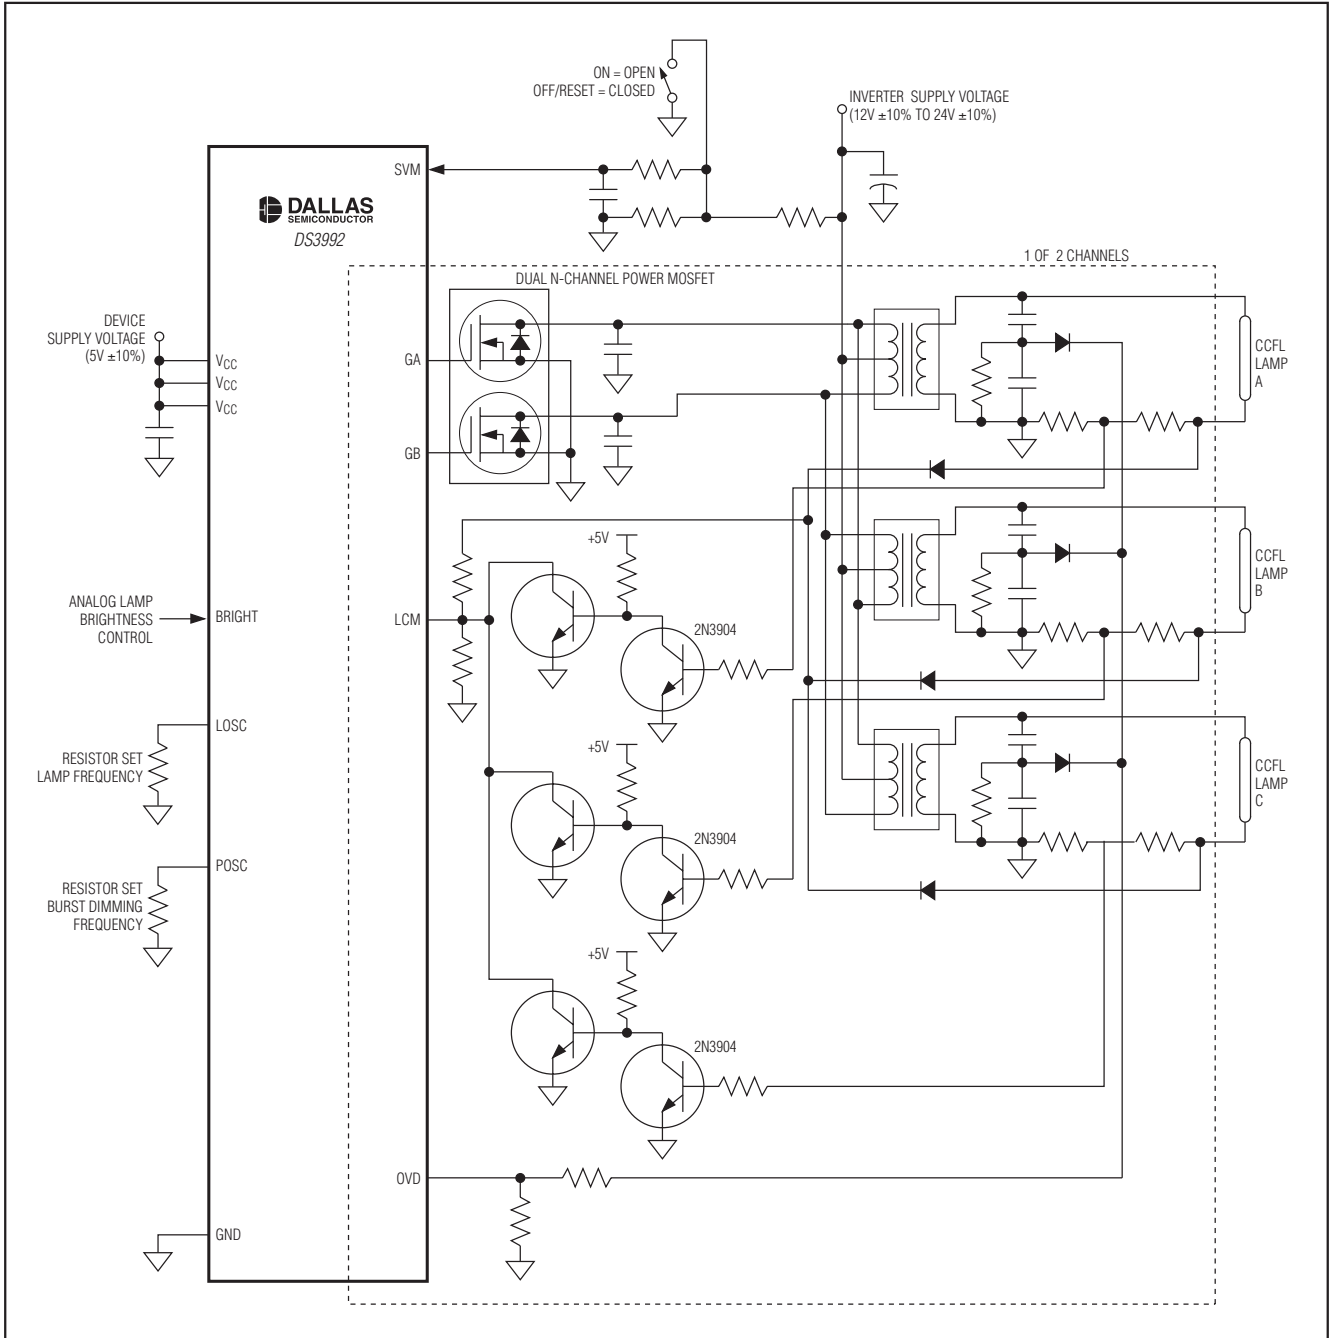 ON = OPEN
OFF/RESET = CLOSED
INVERTER SUPPLY VOLTAGE
(12V ±10% TO 24V ±10%)
SVM
DALLAS
SEMICONDUCTOR
DS3992
1 OF 2 CHANNELS
DUAL N-CHANNEL POWER MOSFET
DEVICE
SUPPLY VOLTAGE
(5V ±10%)
VCC
VCC
VCC
GA
GB
CCFL
LAMP
A
+5V
CCFL
LAMP
B
ANALOG LAMP
BRIGHTNESS
CONTROL
BRIGHT
LCM
2N3904
LOSC
RESISTOR SET
LAMP FREQUENCY
+5V
CCFL
LAMP
C
2N3904
POSC
RESISTOR SET
BURST DIMMING
FREQUENCY
+5V
2N3904
OVD
GND